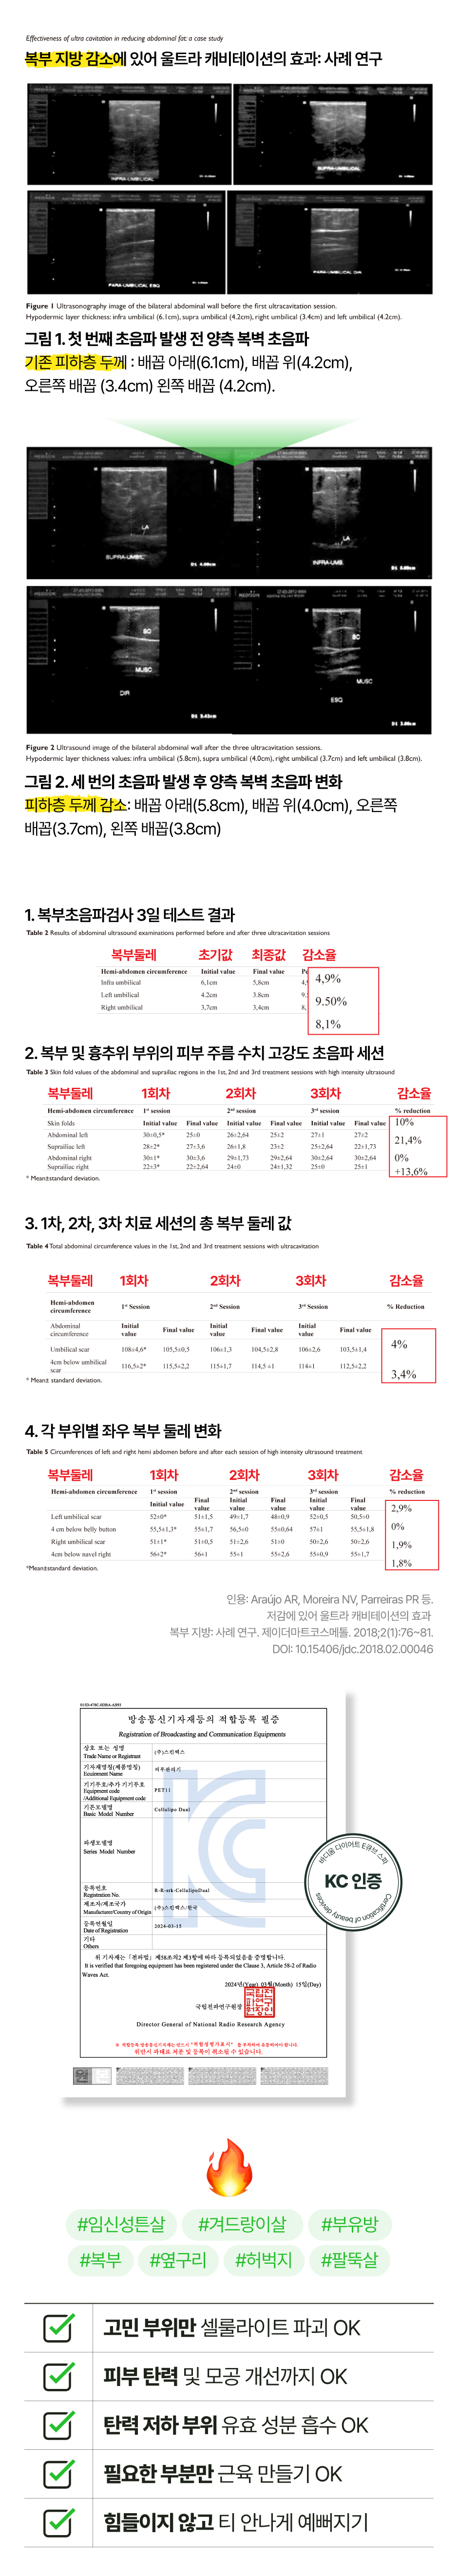 Effectiveness of ultra cavitation in reducing abdominal fat: a case study
복부 지방 감소에 있어 울트라 캐비테이션의 효과: 사례 연구
INFRA-UMBILICAL
SUPRA-UMBILICAL
PARA-UMBILICAL ESQ
PARA-UMBILICAL DIR
Figure 1 Ultrasonography image of the bilateral abdominal wall before the first ultracavitation session.
Hypodermic layer thickness: infra umbilical (6.1cm), supra umbilical (4.2cm), right umbilical (3.4cm) and left umbilical (4.2cm).
그림 1. 첫 번째 초음파 발생 전 양쪽 복벽 초음파
기존 피하층 두께 : 배꼽 아래(6.1cm), 배꼽 위(4.2cm),
오른쪽 배꼽 (3.4cm) 왼쪽 배꼽 (4.2cm).
LA
SUPRA-UMBIL
LA
INFRA-UMB.
SC
MUSC
DIR
SC
MUSC
ESQ
Figure 2 Ultrasound image of the bilateral abdominal wall after the three ultracavitation sessions.
Hypodermic layer thickness values: infra umbilical (5.8cm), supra umbilical (4.0cm), right umbilical (3.7cm) and left umbilical (3.8cm).
그림 2. 세 번의 초음파 발생 후 양측 복벽 초음파 변화
피하층 두께 감소: 배꼽 아래(5.8cm), 배꼽 위(4.0cm), 오른쪽
배꼽(3.7cm), 왼쪽 배꼽(3.8cm)
1. 복부초음파검사 3일 테스트 결과
Table 2 Results of abdominal ultrasound examinations performed before and after three ultracavitation sessions
복부둘레 초기값 최종값 감소율
Hemi-abdomen circumference Initial value Final value
Infra umbilical 6,1cm 5,8cm 4,9%
Left umbilical 4.2cm 3.8cm 9.50%
Right umbilical 3,7cm 3,4cm 8,1%
2. 복부 및 흉추위 부위의 피부 주름 수치 고강도 초음파 세션
Table 3 Skin fold values of the abdominal and suprailiac regions in the 1st, 2nd and 3rd treatment sessions with high intensity ultrasound
복부둘레 1회차 2회차 3회차 감소율
Hemi-abdomen circumference 1st session 2nd session 3rd session % reduction
Skin folds Initial value Final value Initial value Final value Initial value Final value
Abdominal left 30±0,5* 25±0 26±2,64 25±2 27±1 27±2 10%
Suprailiac left 28±2* 27±3,6 26±1,8 23±2 25±2,64 22±1,73 21,4%
Abdominal right 30±1* 30±3,6 29±1,73 29±2,64 30±2,64 30±2,64 0%
Suprailiac right 22±3* 22±2,64 24±0 24±1,32 25±0 25±1 +13,6%
* Mean±standard deviation.
3. 1차, 2차, 3차 치료 세션의 총 복부 둘레 값
Table 4 Total abdominal circumference values in the 1st, 2nd and 3rd treatment sessions with ultracavitation
복부둘레 1회차 2회차 3회차 감소율
Hemi-abdomen circumference 1st Session 2nd Session 3rd Session % Reduction
Abdominal circumference Initial value Final value Initial value Final value Initial value Final value
Umbilical scar 108±4,6* 105,5±0,5 106±1,3 104,5±2,8 106±2,6 103,5±1,4 4%
4cm below umbilical scar 116,5±2* 115,5±2,2 115±1,7 114,5 ±1 114±1 112,5±2,2 3,4%
* Mean± standard deviation.
4. 각 부위별 좌우 복부 둘레 변화
Table 5 Circumferences of left and right hemi abdomen before and after each session of high intensity ultrasound treatment
복부둘레 1회차 2회차 3회차 감소율
Hemi-abdomen circumference 1st session 2nd session 3rd session % reduction
Initial value Final value Initial value Final value Initial value Final value
Left umbilical scar 52±0* 51±1,5 49±1,7 48±0,9 52±0,5 50,5±0 2,9%
4 cm below belly button 55,5±1,3* 55±1,7 56,5±0 55±0,64 57±1 55,5±1,8 0%
Right umbilical scar 51±1* 51±0,5 51±2,6 51±0 50±2,6 50±2,6 1,9%
4cm below navel right 56±2* 56±1 55±1 55±2,6 55±0,9 55±1,7 1,8%
*Mean±standard deviation.
인용: Araújo AR, Moreira NV, Parreiras PR 등.
저감에 있어 울트라 캐비테이션의 효과
복부 지방: 사례 연구. 제이더마트코스메톨. 2018;2(1):76~81.
DOI: 10.15406/jdc.2018.02.00046
방송통신기자재등의 적합등록 필증
Registration of Broadcasting and Communication Equipments
상호 또는 성명
Trade Name or Registrant
(주)스킨렉스
기자재명칭(제품명칭)
Equipment Name
피부관리기
기기부호/추가 기기부호
Equipment code
/Additional Equipment code
PET11
기본모델명
Basic Model Number
Cellulipo Dual
파생모델명
Series Model Number
등록번호
Registration No.
R-R-srk-CellulipoDual
제조자/제조국가
Manufacturer/Country of Origin
(주)스킨렉스/한국
등록연월일
Date of Registration
2024-03-15
기타
Others
위 기자재는 「전파법」 제58조의2 제3항에 따라 등록되었음을 증명합니다.
It is verified that foregoing equipment has been registered under the Clause 3, Article 58-2 of Radio
Waves Act.
2024년(Year) 03월(Month) 15일(Day)
국립전파연구원장
Director General of National Radio Research Agency
※ 적합등록 방송통신기자재는 반드시 "적합성평가표시" 를 부착하여 유통하여야 합니다.
위반시 과태료 처분 및 등록이 취소될 수 있습니다.
바디올 다이어트 E큐브 스파
KC 인증
Certification of beauty devices
#임신성튼살 #겨드랑이살 #부유방
#복부 #옆구리 #허벅지 #팔뚝살
고민 부위만 셀룰라이트 파괴 OK
피부 탄력 및 모공 개선까지 OK
탄력 저하 부위 유효 성분 흡수 OK
필요한 부분만 근육 만들기 OK
힘들이지 않고 티 안나게 예뻐지기